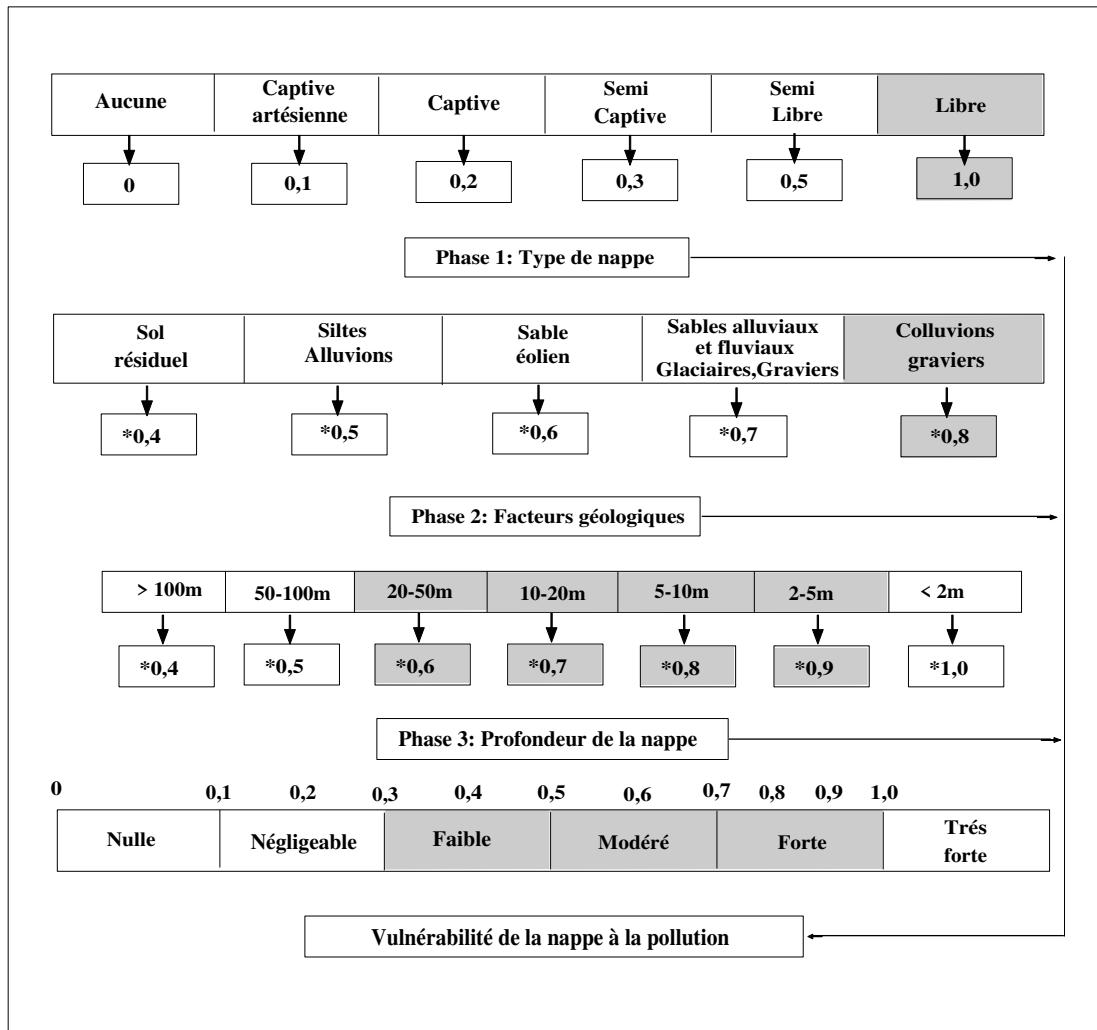 Aucune
Captive
artésienne
Captive
Semi
Captive
Semi
Libre
Libre
0
0,1
0,2
0,3
0,5
1,0
Phase 1: Type de nappe
Sol
résiduel
Siltes
Alluvions
Sable
éolien
Sables alluviaux
et fluviaux
Glaciaires,Graviers
Colluvions
graviers
*0,4
*0,5
*0,6
*0,7
*0,8
Phase 2: Facteurs géologiques
> 100m
50-100m
20-50m
10-20m
5-10m
2-5m
< 2m
*0,4
*0,5
*0,6
*0,7
*0,8
*0,9
*1,0
Phase 3: Profondeur de la nappe
0
0,1
0,2
0,3
0,4
0,5
0,6
0,7
0,8
0,9
1,0
Nulle
Négligeable
Faible
Modéré
Forte
Trés
forte
Vulnérabilité de la nappe à la pollution